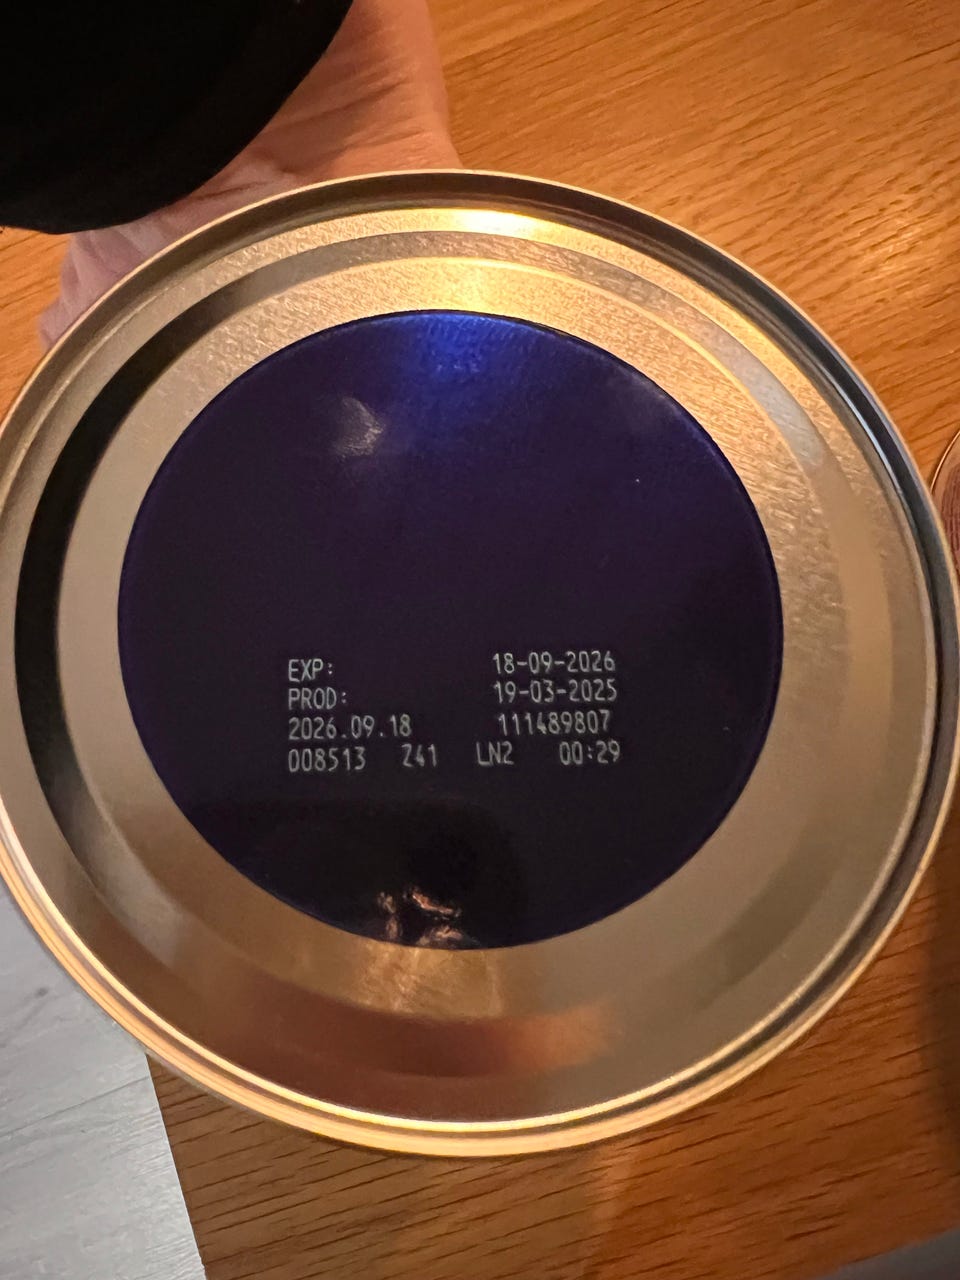 EXP: 18-09-2026
PROD: 19-03-2025
2026.09.18 111489807
008513 Z41 LN2 00:29